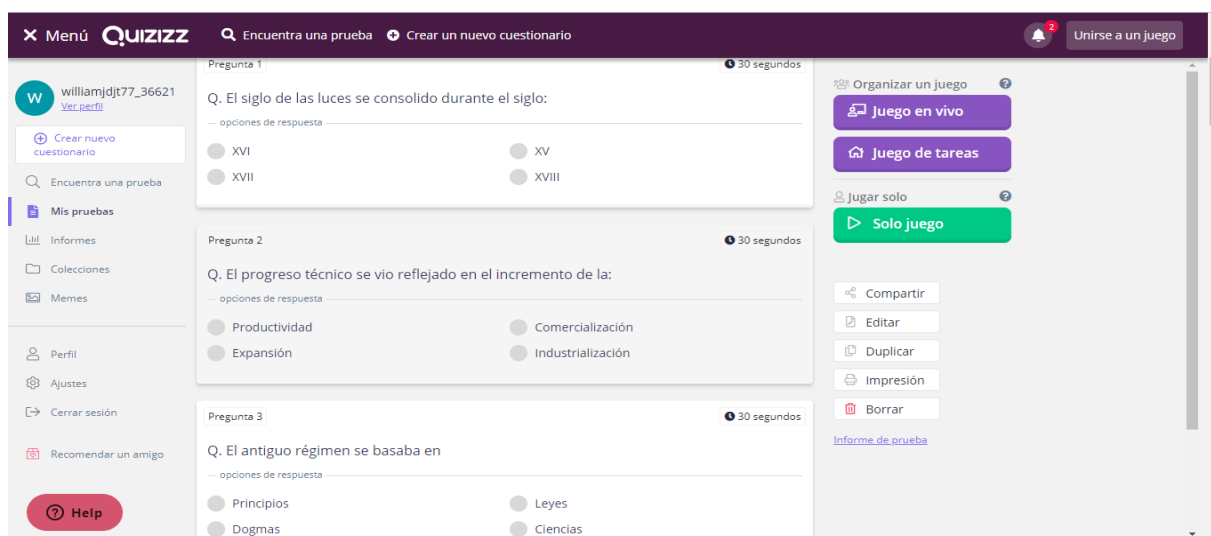 Menú QUIZIZZ Encuentra una prueba Crear un nuevo cuestionario 2 Unirse a un juego
W williamjdjt77_36621
Ver perfil
Crear nuevo
cuestionario
Encuentra una prueba
Mis pruebas
Informes
Colecciones
Memes
Perfil
Ajustes
Cerrar sesión
Recomendar un amigo
Help
Pregunta 1 30 segundos
Q. El siglo de las luces se consolido durante el siglo:
opciones de respuesta
XVI XV
XVII XVIII
Pregunta 2 30 segundos
Q. El progreso técnico se vio reflejado en el incremento de la:
opciones de respuesta
Productividad Comercialización
Expansión Industrialización
Pregunta 3 30 segundos
Q. El antiguo régimen se basaba en
opciones de respuesta
Principios Leyes
Dogmas Ciencias
Organizar un juego
Juego en vivo
Juego de tareas
Jugar solo
Solo juego
Compartir
Editar
Duplicar
Impresión
Borrar
Informe de prueba